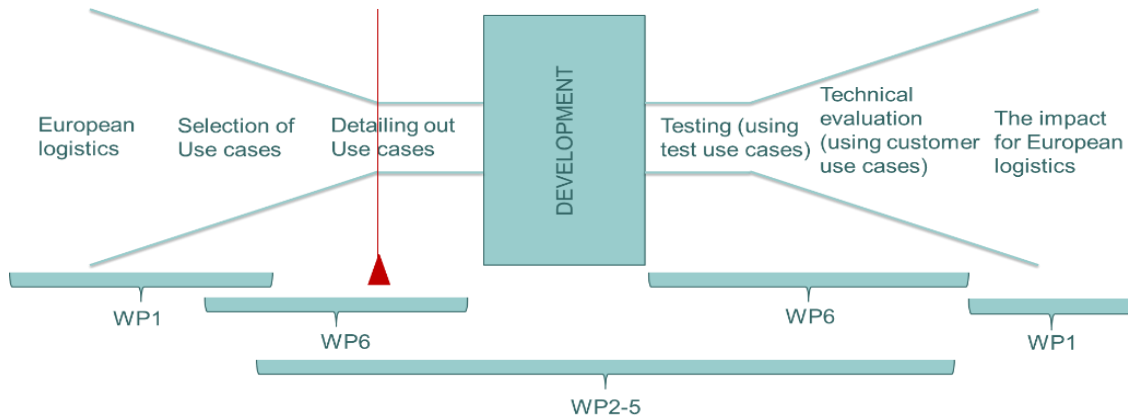 European
logistics
Selection of
Use cases
Detailing out
Use cases
DEVELOPMENT
Testing (using
test use cases)
Technical
evaluation
(using customer
use cases)
The impact
for European
logistics
WP1
WP6
WP2-5
WP6
WP1